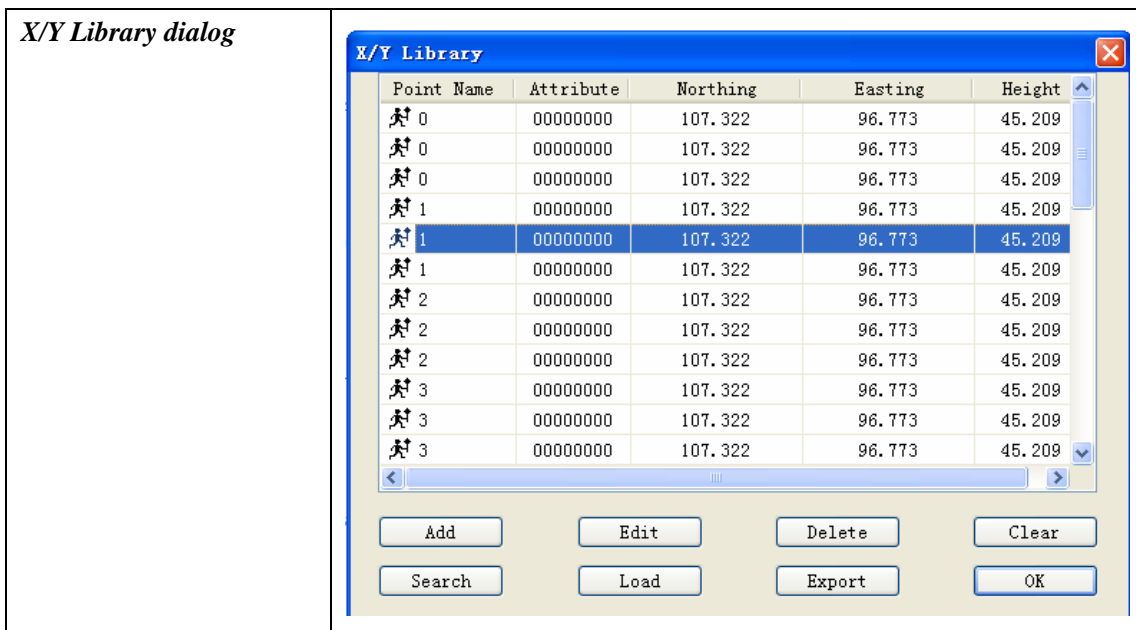 X/Y Library dialog
X/Y Library
Point Name Attribute Northing Easting Height
0 00000000 107.322 96.773 45.209
0 00000000 107.322 96.773 45.209
0 00000000 107.322 96.773 45.209
1 00000000 107.322 96.773 45.209
1 00000000 107.322 96.773 45.209
1 00000000 107.322 96.773 45.209
2 00000000 107.322 96.773 45.209
2 00000000 107.322 96.773 45.209
2 00000000 107.322 96.773 45.209
3 00000000 107.322 96.773 45.209
3 00000000 107.322 96.773 45.209
3 00000000 107.322 96.773 45.209
Add Edit Delete Clear
Search Load Export OK